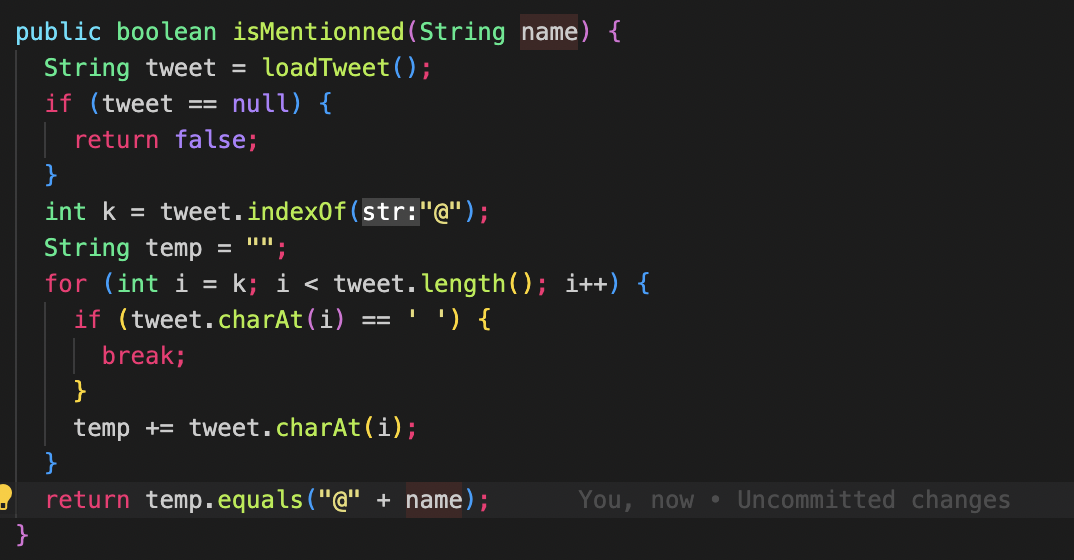 public boolean isMentionned(String name) {
String tweet = loadTweet();
if (tweet == null) {
return false;
}
int k = tweet.indexOf(str:"@");
String temp = "";
for (int i = k; i < tweet.length(); i++) {
if (tweet.charAt(i) == ' ') {
break;
}
temp += tweet.charAt(i);
}
return temp.equals("@" + name); You, now • Uncommitted changes
}